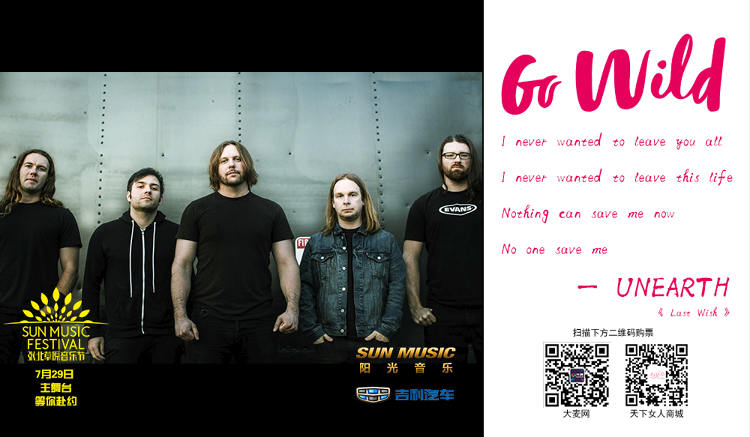 EVANS
FIRE
SUN MUSIC
FESTIVAL
张北草原音乐节
7月29日
主舞台
等你赴约
SUN MUSIC
阳光音乐
吉利汽车
Go Wild
I never wanted to leave you all
I never wanted to leave this life
Nothing can save me now
No one save me
— UNEARTH
《 Last Wish 》
扫描下方二维码购票
大麦网
天下女人商城